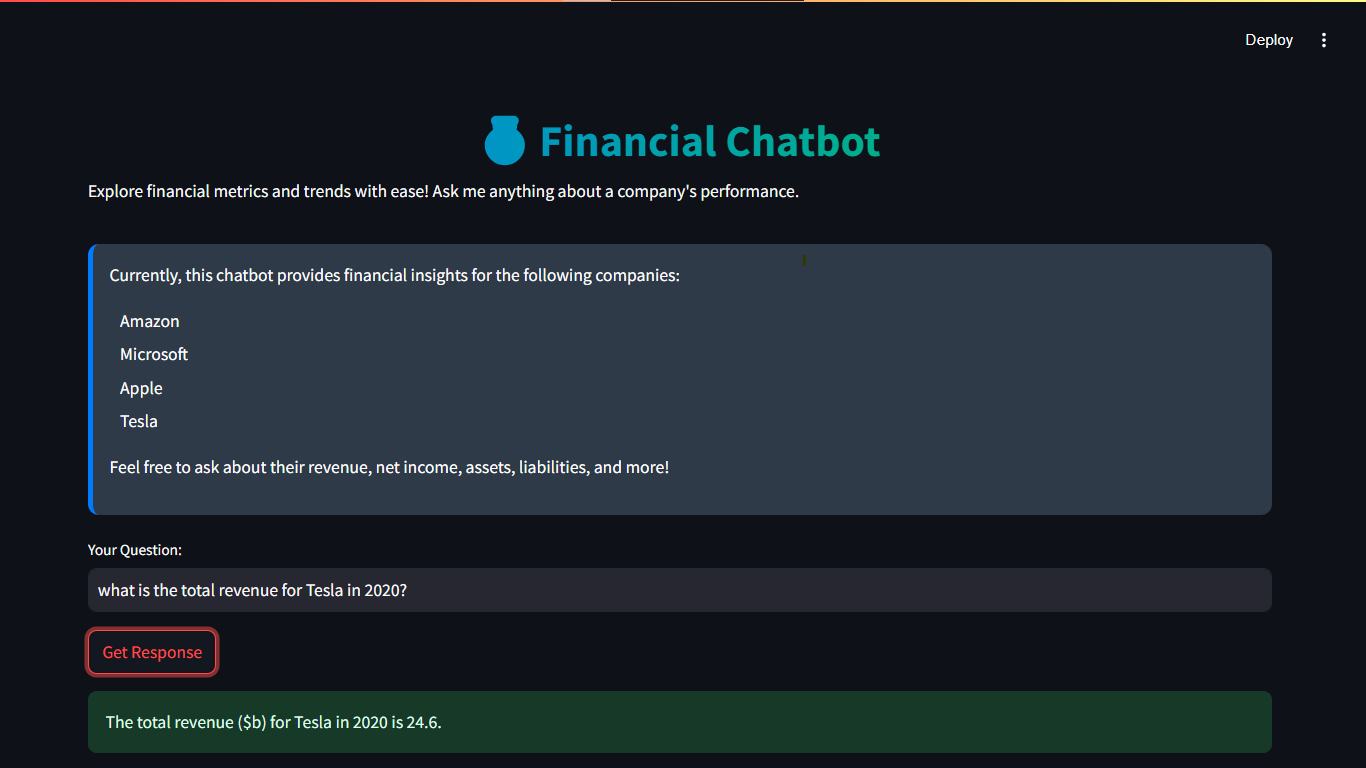 Deploy
Financial Chatbot
Explore financial metrics and trends with ease! Ask me anything about a company's performance.
Currently, this chatbot provides financial insights for the following companies:
Amazon
Microsoft
Apple
Tesla
Feel free to ask about their revenue, net income, assets, liabilities, and more!
Your Question:
what is the total revenue for Tesla in 2020?
Get Response
The total revenue ($b) for Tesla in 2020 is 24.6.